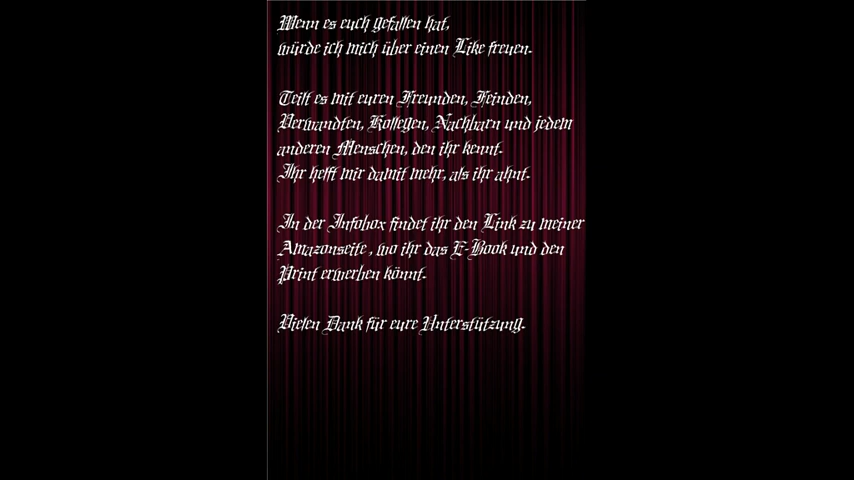 Wenn es euch gefallen hat,
würde ich mich über einen Like freuen.
Teilt es mit euren Freunden, Feinden,
Verwandten, Kollegen, Nachbarn und jedem
anderen Menschen, den ihr kennt.
Ihr helft mir damit mehr, als ihr ahnt.
In der Infobox findet ihr den Link zu meiner
Amazonseite , wo ihr das E-Book und den
Print erwerben könnt.
Vielen Dank für eure Unterstützung.